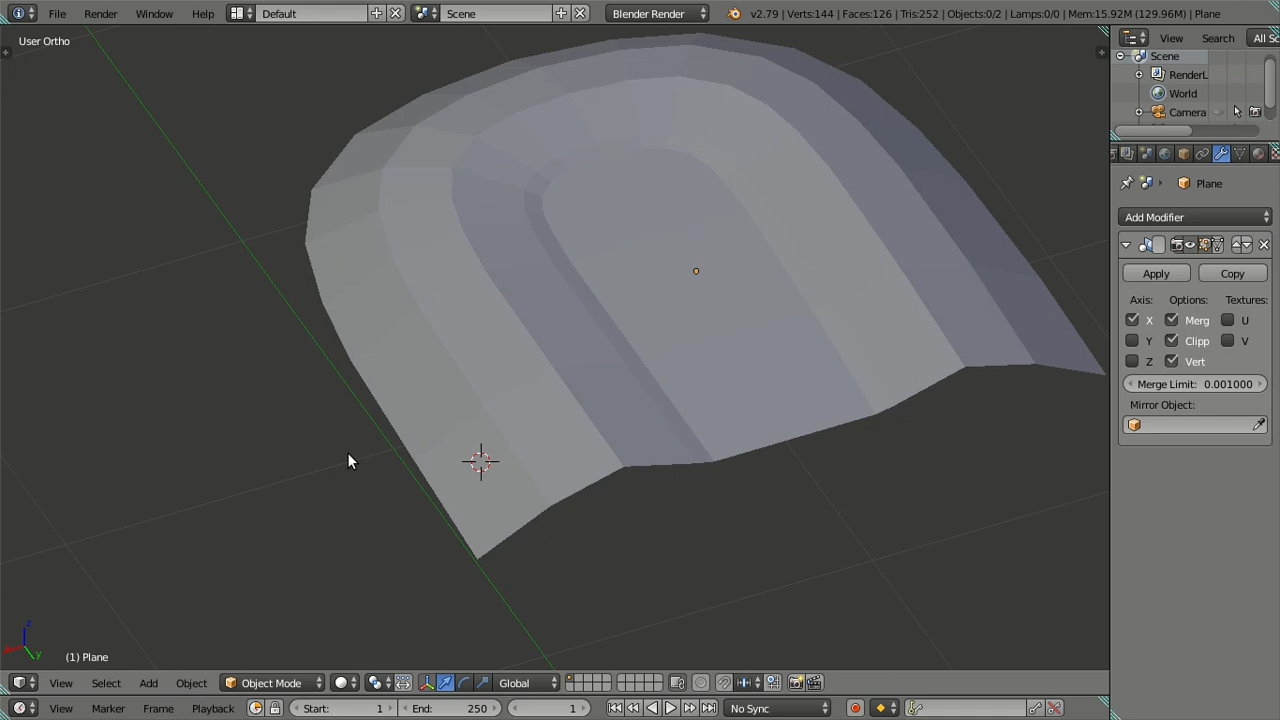 File Render Window Help Default Scene Blender Render v2.79 | Verts:144 | Faces:126 | Tris:252 | Objects:0/2 | Lamps:0/0 | Mem:15.92M (129.96M) | Plane
User Ortho
View Search All Sc
Scene
RenderL
World
Camera
Plane
Add Modifier
Apply Copy
Axis: Options: Textures:
X Merg U
Y Clipp V
Z Vert
Merge Limit: 0.001000
Mirror Object:
z
y
(1) Plane
View Select Add Object Object Mode Global
View Marker Frame Playback Start: 1 End: 250 1 No Sync